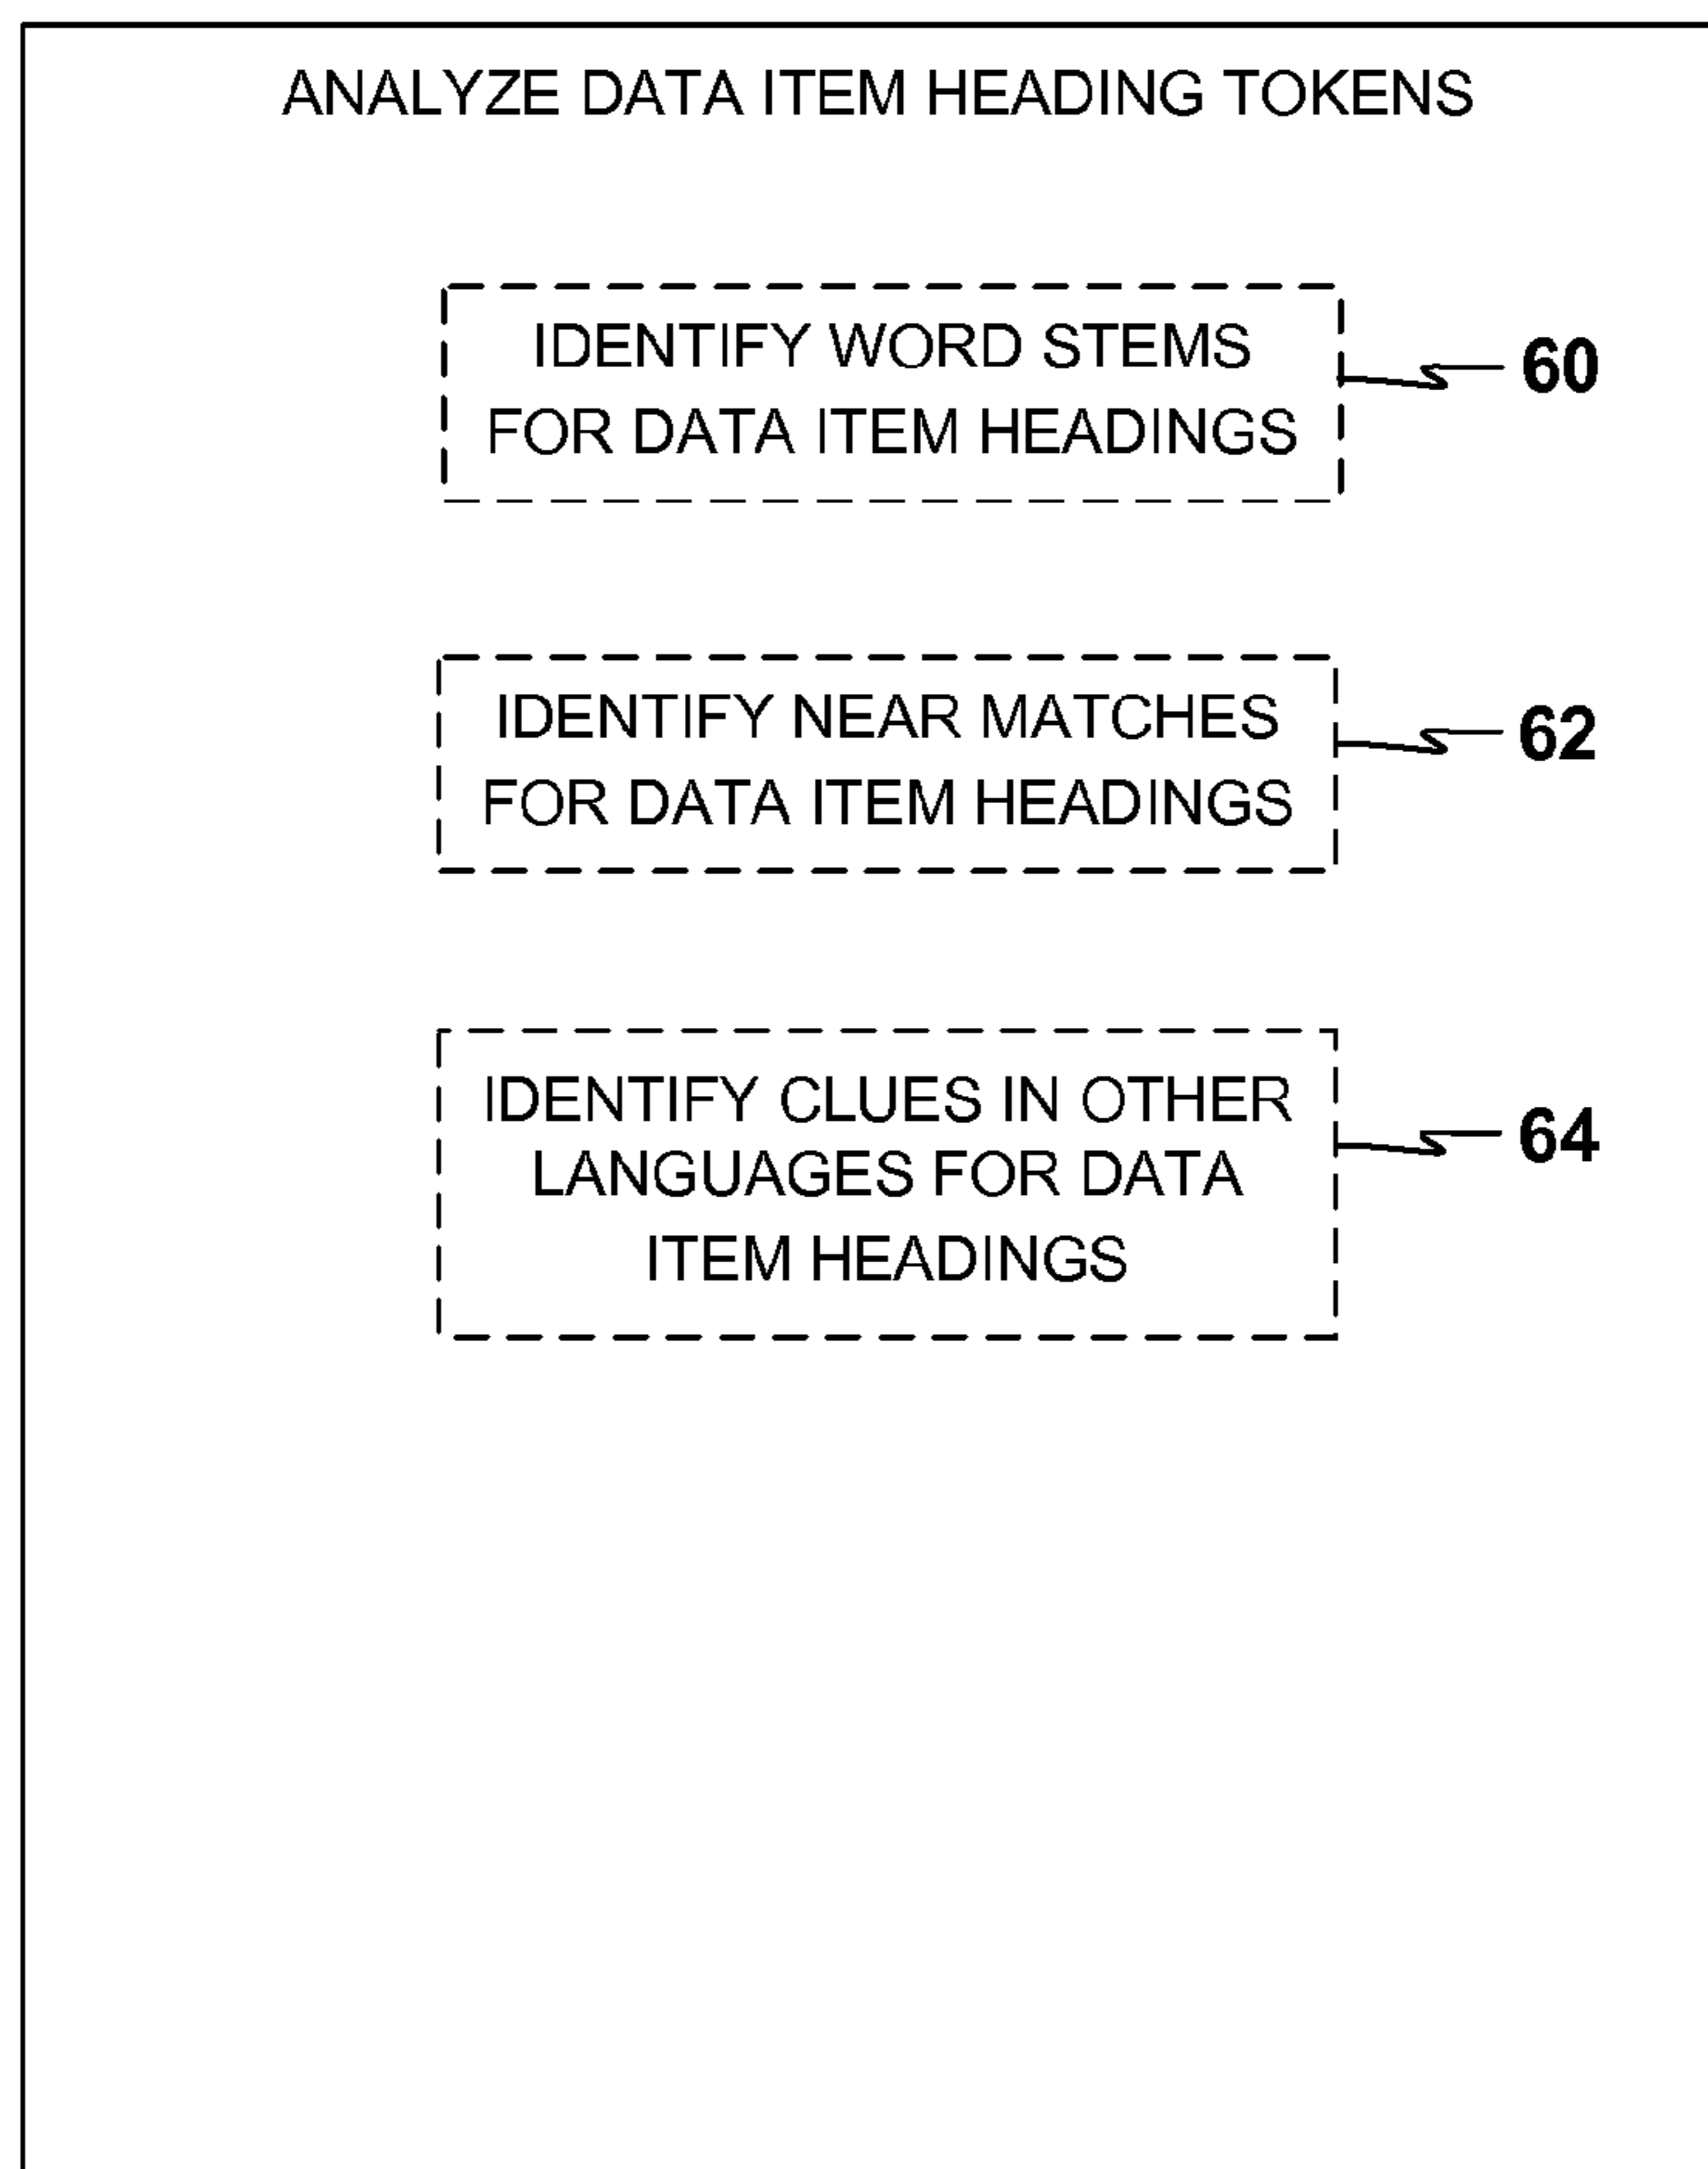 ANALYZE DATA ITEM HEADING TOKENS
IDENTIFY WORD STEMS
FOR DATA ITEM HEADINGS
60
IDENTIFY NEAR MATCHES
FOR DATA ITEM HEADINGS
62
IDENTIFY CLUES IN OTHER
LANGUAGES FOR DATA
ITEM HEADINGS
64